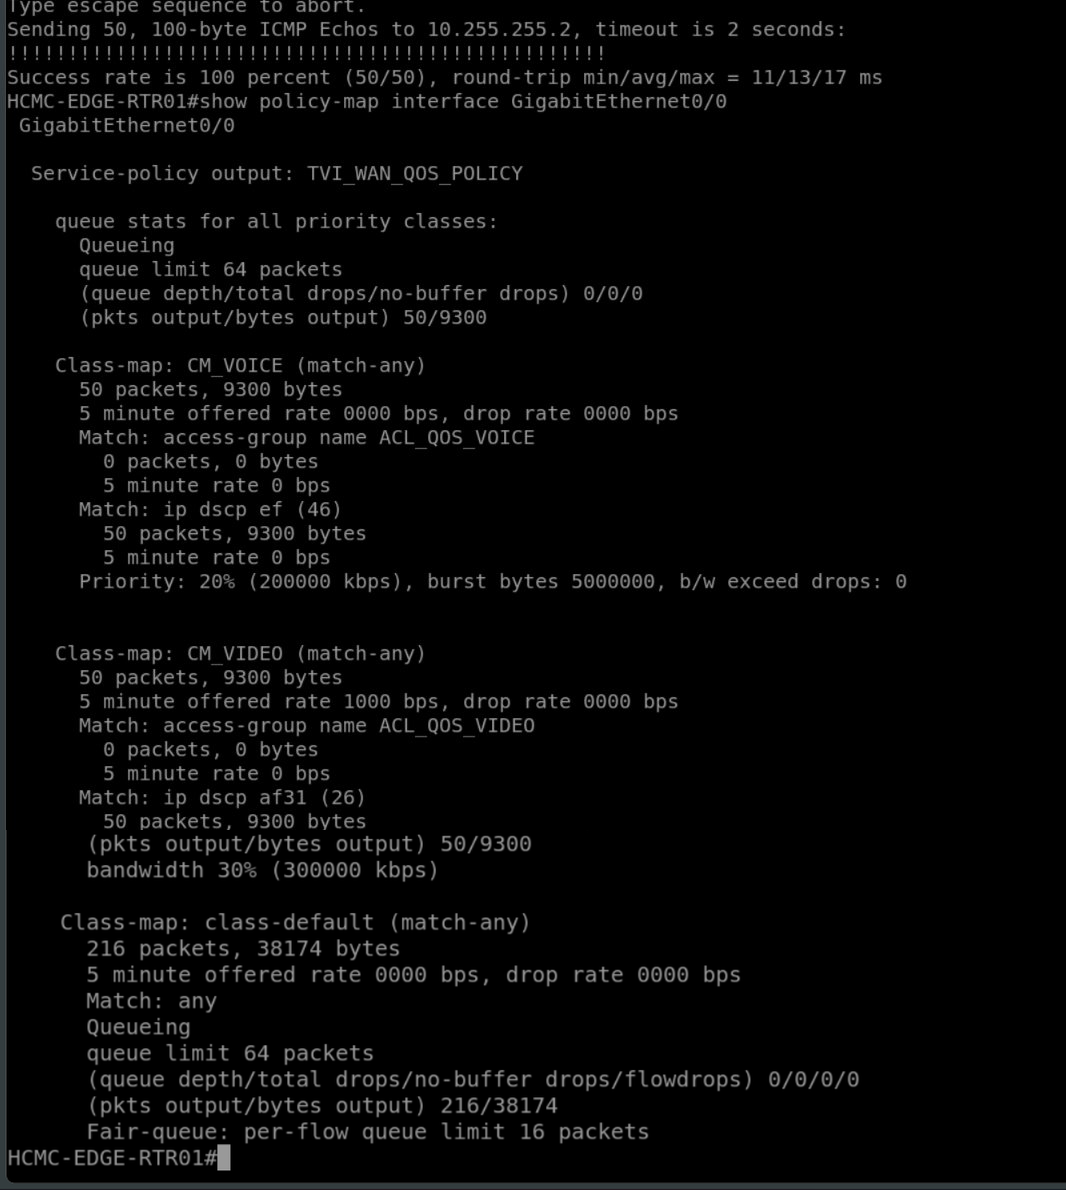 Type escape sequence to abort.
Sending 50, 100-byte ICMP Echos to 10.255.255.2, timeout is 2 seconds:
!!!!!!!!!!!!!!!!!!!!!!!!!!!!!!!!!!!!!!!!!!!!!!!!!!
Success rate is 100 percent (50/50), round-trip min/avg/max = 11/13/17 ms
HCMC-EDGE-RTR01#show policy-map interface GigabitEthernet0/0
 GigabitEthernet0/0

  Service-policy output: TVI_WAN_QOS_POLICY

    queue stats for all priority classes:
      Queueing
      queue limit 64 packets
      (queue depth/total drops/no-buffer drops) 0/0/0
      (pkts output/bytes output) 50/9300

    Class-map: CM_VOICE (match-any)
      50 packets, 9300 bytes
      5 minute offered rate 0000 bps, drop rate 0000 bps
      Match: access-group name ACL_QOS_VOICE
        0 packets, 0 bytes
        5 minute rate 0 bps
      Match: ip dscp ef (46)
        50 packets, 9300 bytes
        5 minute rate 0 bps
      Priority: 20% (200000 kbps), burst bytes 5000000, b/w exceed drops: 0

    Class-map: CM_VIDEO (match-any)
      50 packets, 9300 bytes
      5 minute offered rate 1000 bps, drop rate 0000 bps
      Match: access-group name ACL_QOS_VIDEO
        0 packets, 0 bytes
        5 minute rate 0 bps
      Match: ip dscp af31 (26)
        50 packets, 9300 bytes
      (pkts output/bytes output) 50/9300
      bandwidth 30% (300000 kbps)

    Class-map: class-default (match-any)
      216 packets, 38174 bytes
      5 minute offered rate 0000 bps, drop rate 0000 bps
      Match: any
      Queueing
      queue limit 64 packets
      (queue depth/total drops/no-buffer drops/flowdrops) 0/0/0/0
      (pkts output/bytes output) 216/38174
      Fair-queue: per-flow queue limit 16 packets
HCMC-EDGE-RTR01#